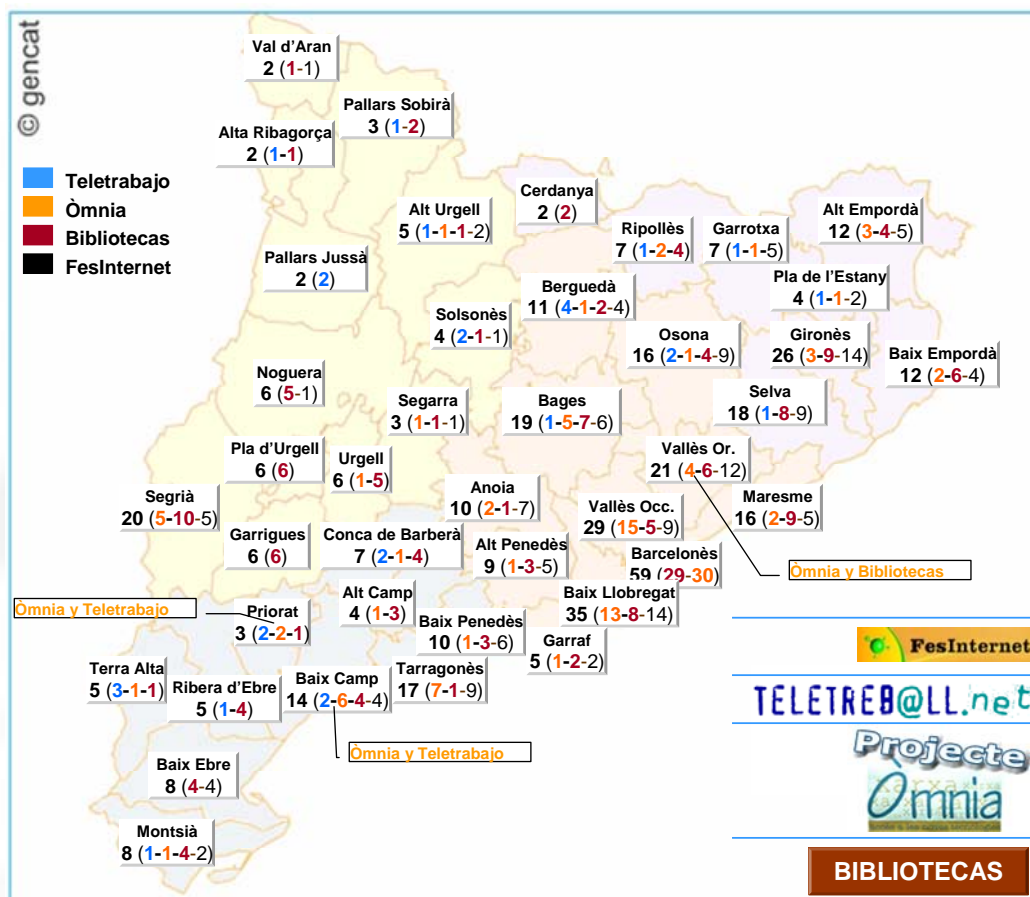 © gencat
Val d'Aran
2 (1-1)
Pallars Sobirà
3 (1-2)
Alta Ribagorça
2 (1-1)
Teletrabajo
Òmnia
Bibliotecas
FesInternet
Cerdanya
2 (2)
Alt Urgell
5 (1-1-1-2)
Ripollès
7 (1-2-4)
Garrotxa
7 (1-1-5)
Alt Empordà
12 (3-4-5)
Pallars Jussà
2 (2)
Berguedà
11 (4-1-2-4)
Pla de l'Estany
4 (1-1-2)
Solsonès
4 (2-1-1)
Osona
16 (2-1-4-9)
Gironès
26 (3-9-14)
Baix Empordà
12 (2-6-4)
Noguera
6 (5-1)
Segarra
3 (1-1-1)
Bages
19 (1-5-7-6)
Selva
18 (1-8-9)
Pla d'Urgell
6 (6)
Urgell
6 (1-5)
Vallès Or.
21 (4-6-12)
Segrià
20 (5-10-5)
Anoia
10 (2-1-7)
Vallès Occ.
29 (15-5-9)
Maresme
16 (2-9-5)
Garrigues
6 (6)
Conca de Barberà
7 (2-1-4)
Alt Penedès
9 (1-3-5)
Barcelonès
59 (29-30)
Òmnia y Bibliotecas
Alt Camp
4 (1-3)
Baix Llobregat
35 (13-8-14)
Òmnia y Teletrabajo
Priorat
3 (2-2-1)
Baix Penedès
10 (1-3-6)
Garraf
5 (1-2-2)
Terra Alta
5 (3-1-1)
Ribera d'Ebre
5 (1-4)
Baix Camp
14 (2-6-4-4)
Tarragonès
17 (7-1-9)
Òmnia y Teletrabajo
Baix Ebre
8 (4-4)
Montsià
8 (1-1-4-2)
FesInternet
TELETREB@LL.net
Projecte
xarxa
Òmnia
BIBLIOTECAS